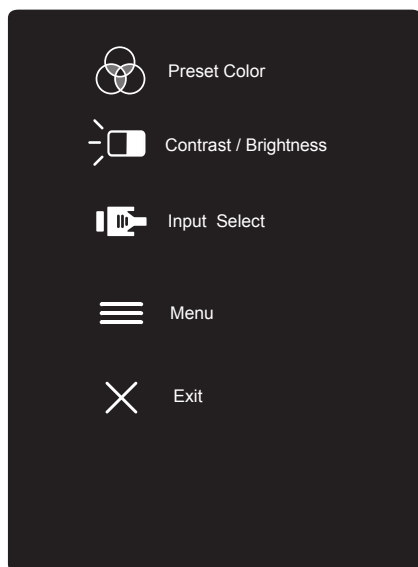 Preset Color
Contrast / Brightness
Input Select
Menu
Exit